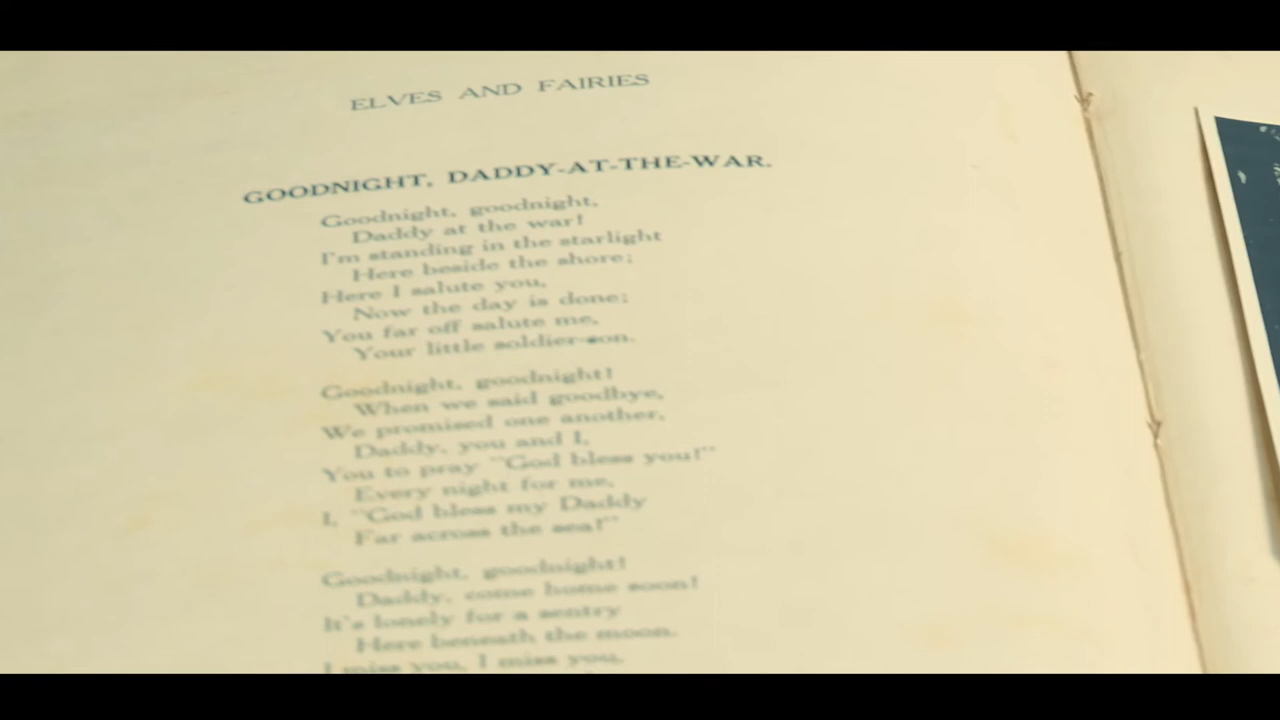 ELVES AND FAIRIES
GOODNIGHT, DADDY-AT-THE-WAR.
Goodnight, goodnight,
Daddy at the war!
I'm standing in the starlight
Here beside the shore;
Here I salute you,
Now the day is done;
You far off salute me,
Your little soldier-son.
Goodnight, goodnight!
When we said goodbye,
We promised one another,
Daddy, you and I,
You to pray "God bless you!"
Every night for me,
I, "God bless my Daddy
Far across the sea!"
Goodnight, goodnight!
Daddy, come home soon!
It's lonely for a sentry
Here beneath the moon.
I miss you, I miss you,